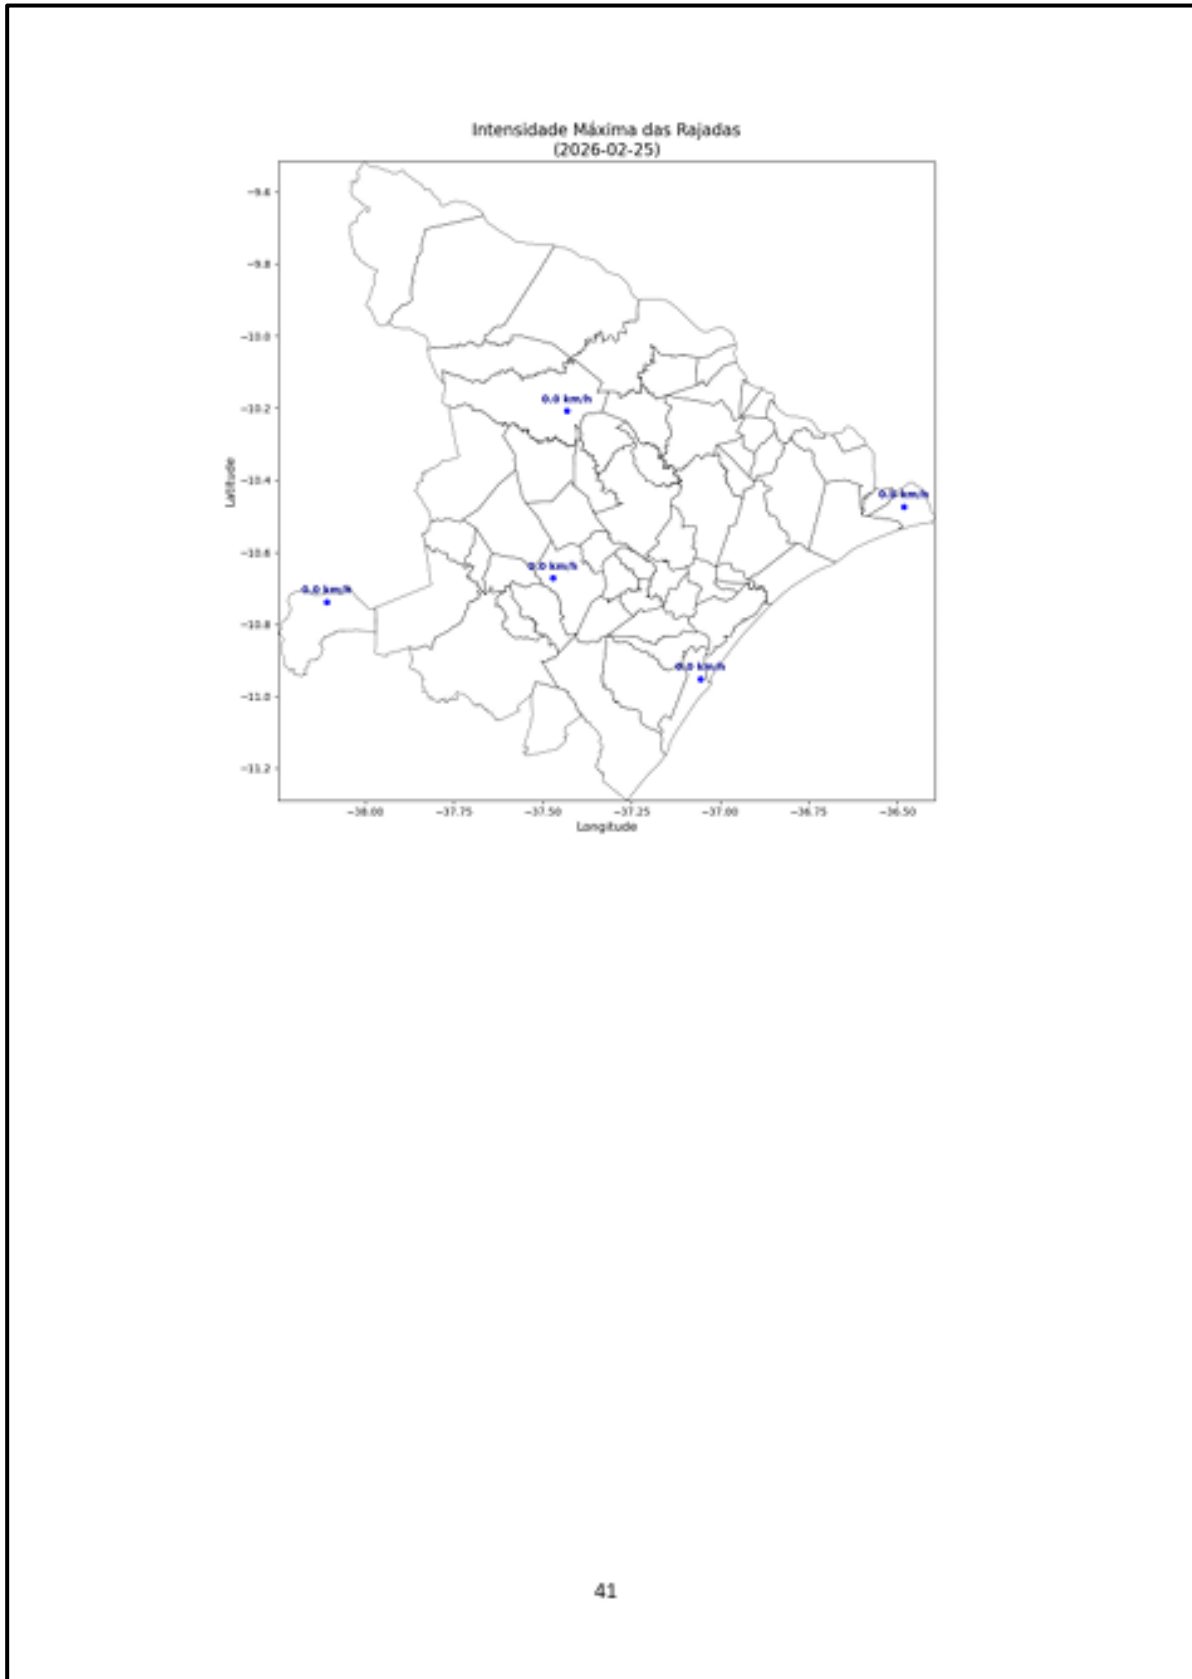 Intensidade Máxima das Rajadas
(2026-02-25)
−9.6
−9.8
−10.0
−10.2
−10.4
−10.6
−10.8
−11.0
−11.2
Latitude
0.0 km/h
0.0 km/h
0.0 km/h
0.0 km/h
0.0 km/h
−38.00 −37.75 −37.50 −37.25 −37.00 −36.75 −36.50
Longitude
41